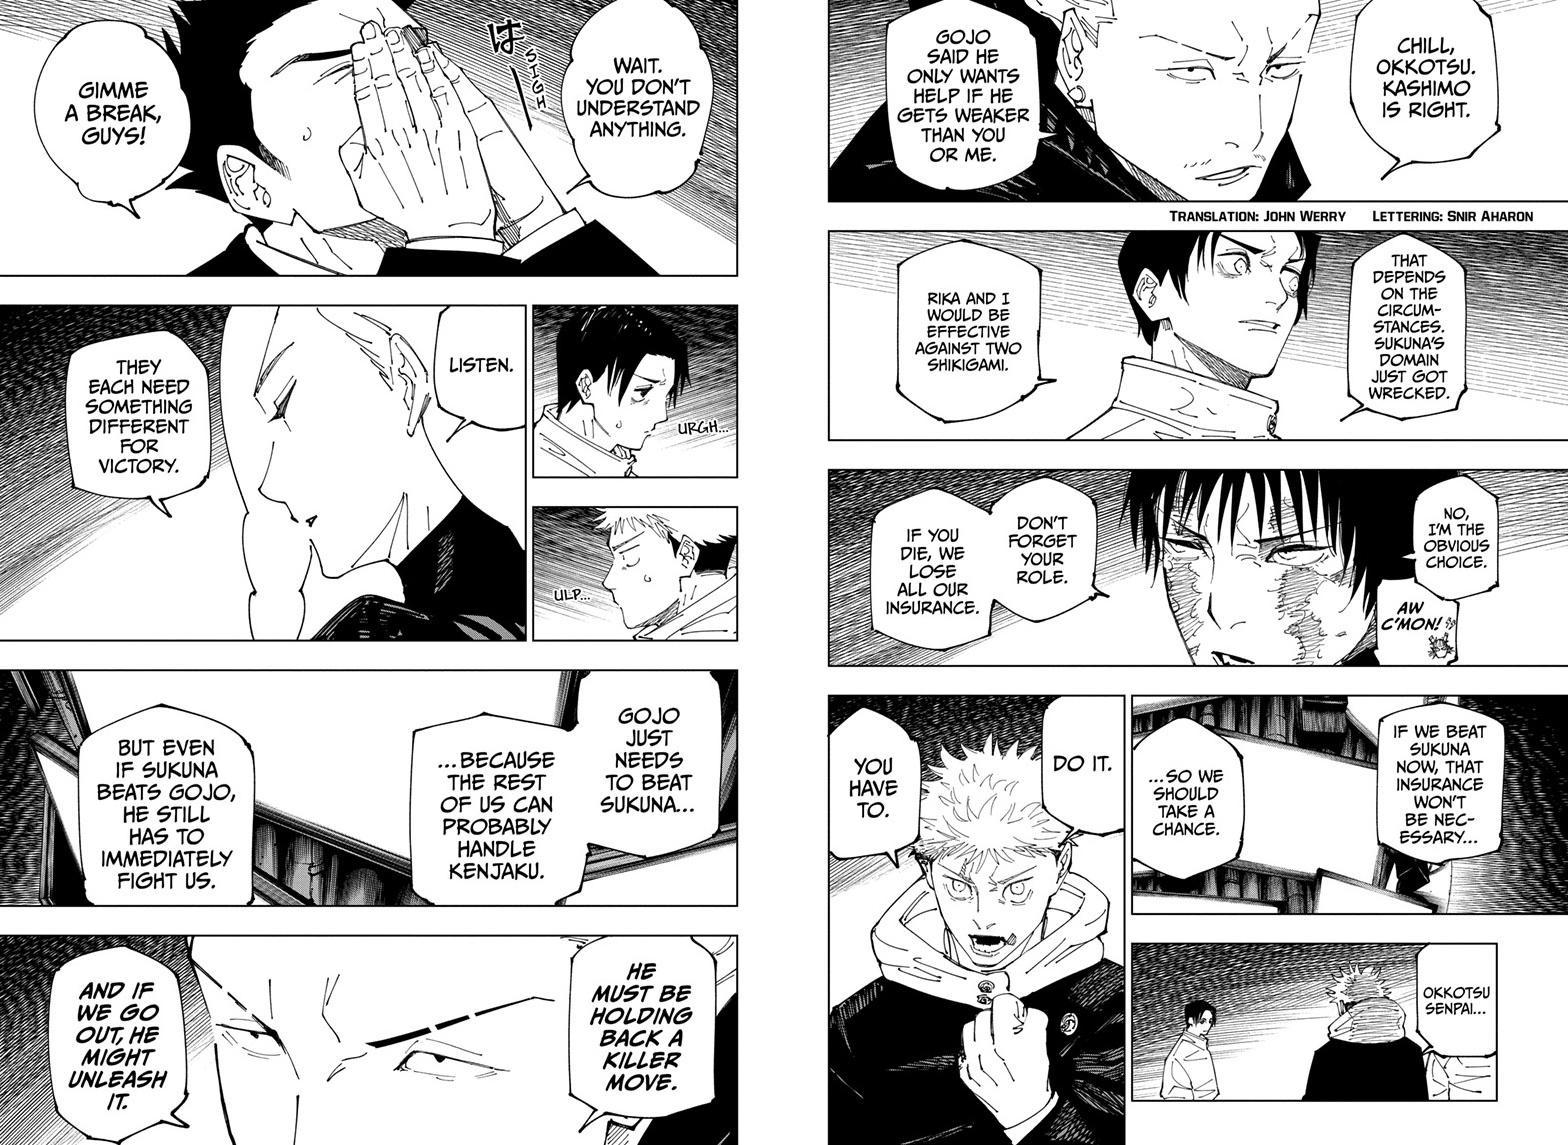 CHILL,
OKKOTSU.
KASHIMO
IS RIGHT.
GOJO
SAID HE
ONLY WANTS
HELP IF HE
GETS WEAKER
THAN YOU
OR ME.
TRANSLATION: JOHN WERRY
LETTERING: SNIR AHARON
THAT
DEPENDS
ON THE
CIRCUM-
STANCES.
SUKUNA'S
DOMAIN
JUST GOT
WRECKED.
RIKA AND I
WOULD BE
EFFECTIVE
AGAINST TWO
SHIKIGAMI.
NO,
I'M THE
OBVIOUS
CHOICE.
AW
C'MON!
DON'T
FORGET
YOUR
ROLE.
IF YOU
DIE, WE
LOSE
ALL OUR
INSURANCE.
IF WE BEAT
SUKUNA
NOW, THAT
INSURANCE
WON'T
BE NEC-
ESSARY...
...SO WE
SHOULD
TAKE A
CHANCE.
OKKOTSU
SENPAI...
DO IT.
YOU
HAVE
TO.
WAIT.
YOU DON'T
UNDERSTAND
ANYTHING.
はー
SIGH
GIMME
A BREAK,
GUYS!
URGH...
ULP...
LISTEN.
THEY
EACH NEED
SOMETHING
DIFFERENT
FOR
VICTORY.
GOJO
JUST
NEEDS
TO BEAT
SUKUNA...
...BECAUSE
THE REST
OF US CAN
PROBABLY
HANDLE
KENJAKU.
BUT EVEN
IF SUKUNA
BEATS GOJO,
HE STILL
HAS TO
IMMEDIATELY
FIGHT US.
HE
MUST BE
HOLDING
BACK A
KILLER
MOVE.
AND IF
WE GO
OUT, HE
MIGHT
UNLEASH
IT.